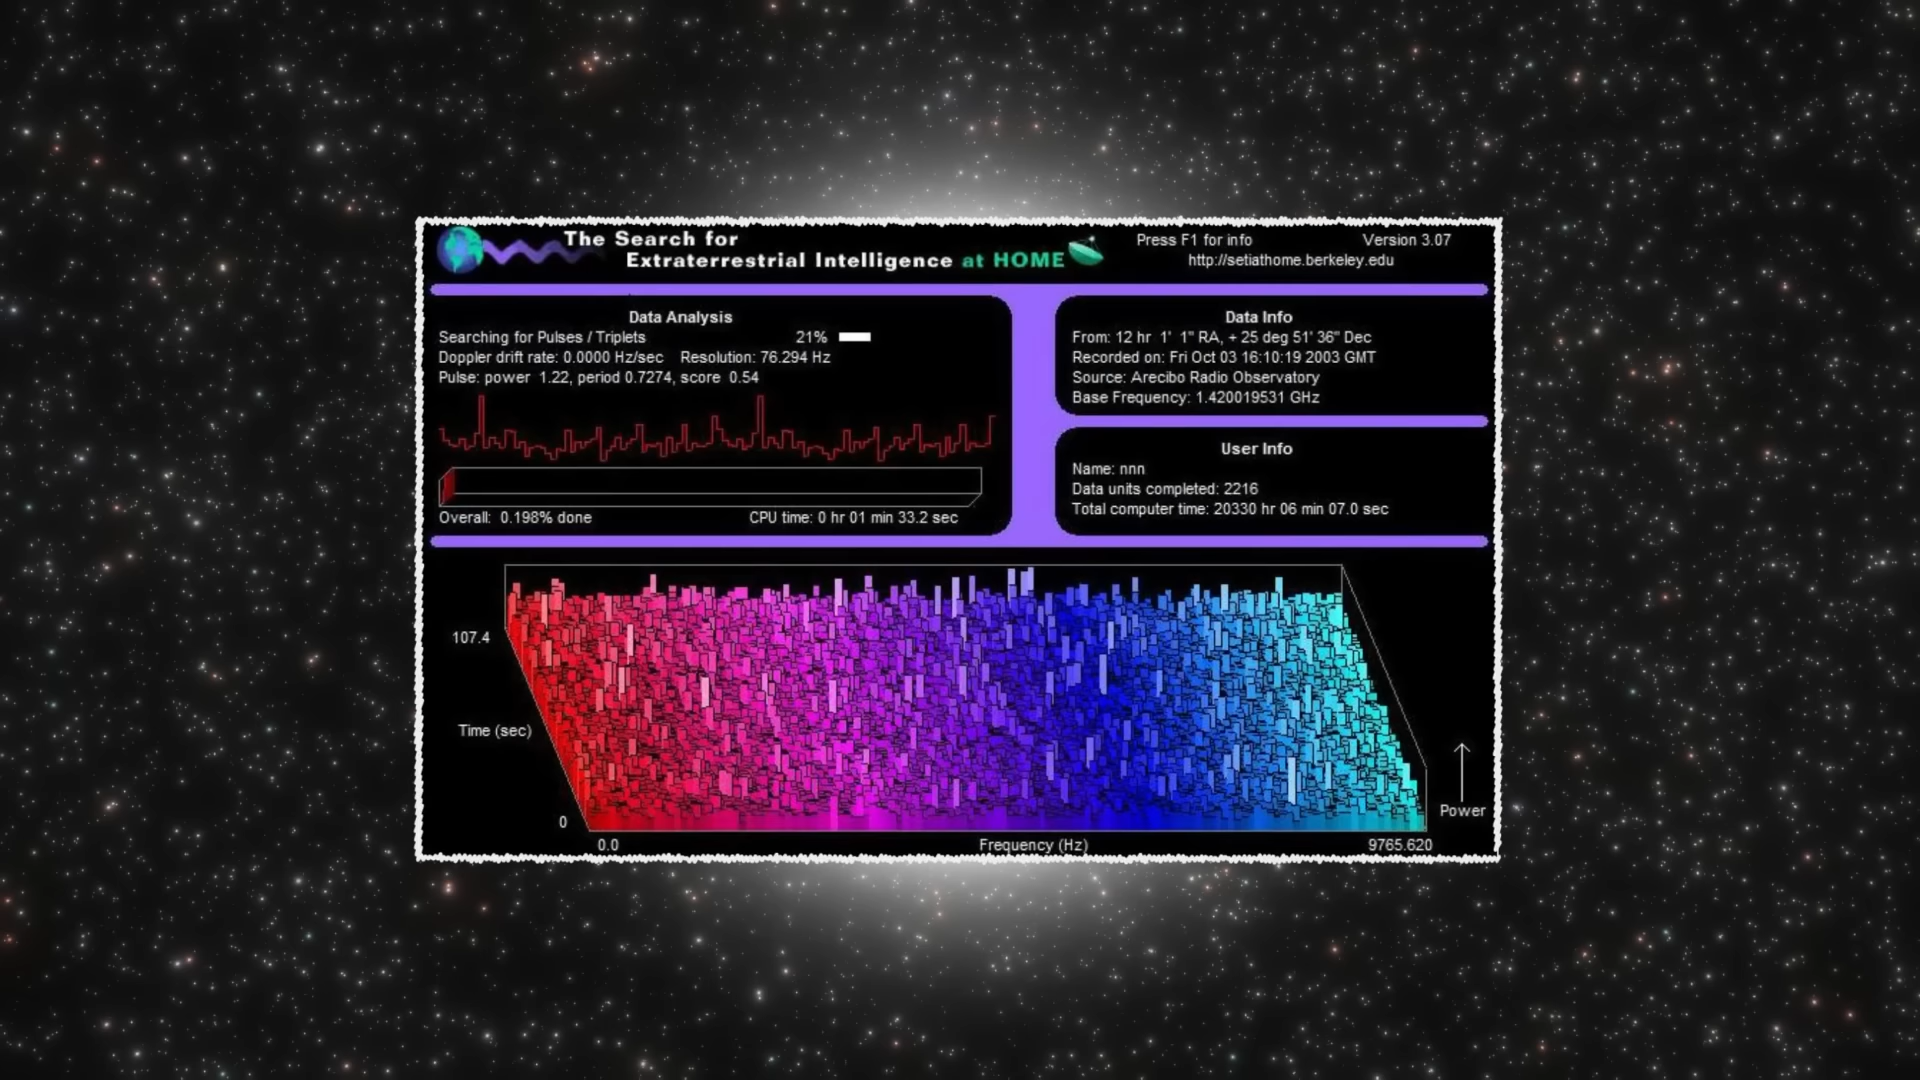 The Search for
Extraterrestrial Intelligence at HOME
Press F1 for info
Version 3.07
http://setiathome.berkeley.edu
Data Analysis
Searching for Pulses / Triplets 21%
Doppler drift rate: 0.0000 Hz/sec Resolution: 76.294 Hz
Pulse: power 1.22, period 0.7274, score 0.54
Overall: 0.198% done CPU time: 0 hr 01 min 33.2 sec
Data Info
From: 12 hr 1' 1" RA, + 25 deg 51' 36" Dec
Recorded on: Fri Oct 03 16:10:19 2003 GMT
Source: Arecibo Radio Observatory
Base Frequency: 1.420019531 GHz
User Info
Name: nnn
Data units completed: 2216
Total computer time: 20330 hr 06 min 07.0 sec
107.4
Time (sec)
0
Power
0.0 Frequency (Hz) 9765.620